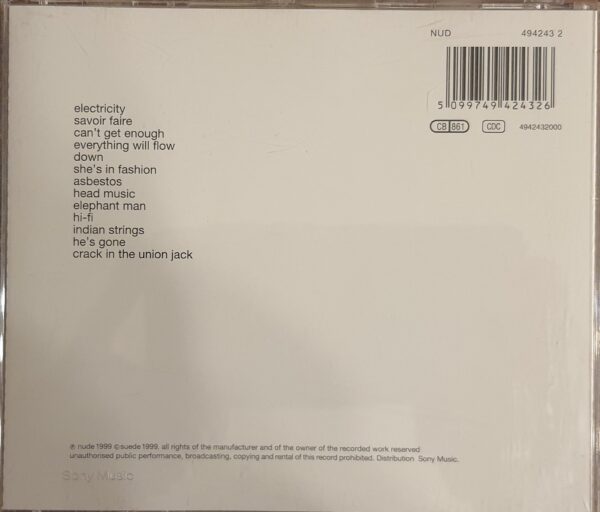 NUD 494243 2
5 099749 424326
CB 861 CDC 4942432000
electricity
savoir faire
can't get enough
everything will flow
down
she's in fashion
asbestos
head music
elephant man
hi-fi
indian strings
he's gone
crack in the union jack
℗ nude 1999 © suede 1999. all rights of the manufacturer and of the owner of the recorded work reserved
unauthorised public performance, broadcasting, copying and rental of this record prohibited. Distribution Sony Music.
Sony Music